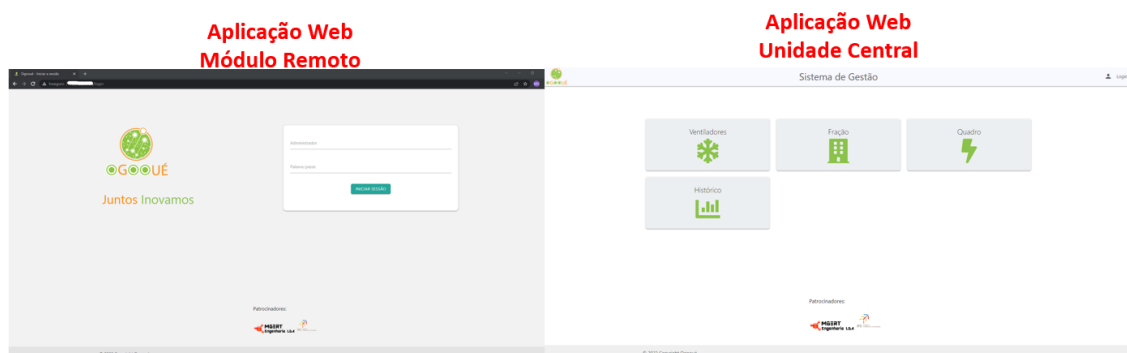 Aplicação Web
Módulo Remoto
Aplicação Web
Unidade Central
Sistema de Gestão
Login
OGOOUÉ
Juntos Inovamos
Administrador
Palavra-passe
INICIAR SESSÃO
Patrocinadores:
MGERT
Engenharia Lda
Ventiladores
Fração
Quadro
Histórico
Patrocinadores:
MGERT
Engenharia Lda